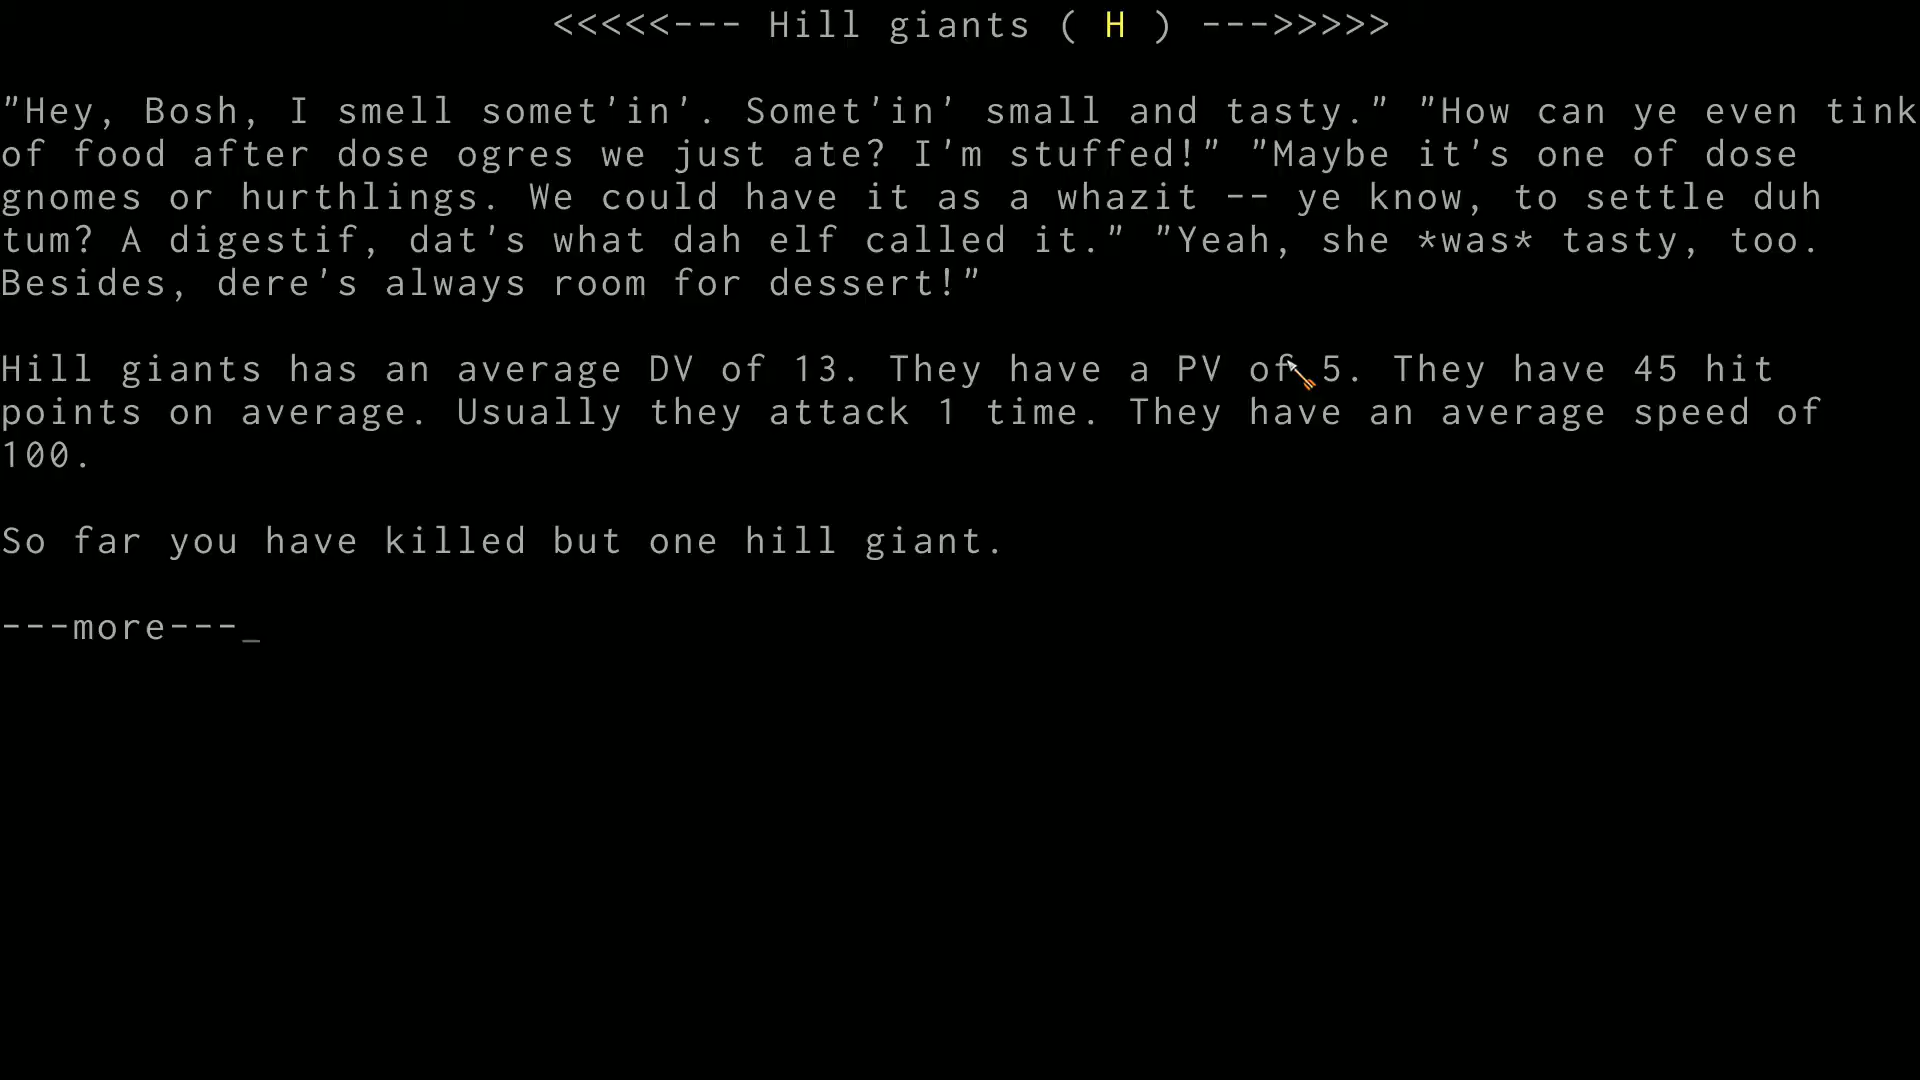 <<<<<--- Hill giants ( H ) --->>>>>
"Hey, Bosh, I smell somet'in'. Somet'in' small and tasty." "How can ye even tink
of food after dose ogres we just ate? I'm stuffed!" "Maybe it's one of dose
gnomes or hurthlings. We could have it as a whazit -- ye know, to settle duh
tum? A digestif, dat's what dah elf called it." "Yeah, she *was* tasty, too.
Besides, dere's always room for dessert!"
Hill giants has an average DV of 13. They have a PV of 5. They have 45 hit
points on average. Usually they attack 1 time. They have an average speed of
100.
So far you have killed but one hill giant.
---more---_